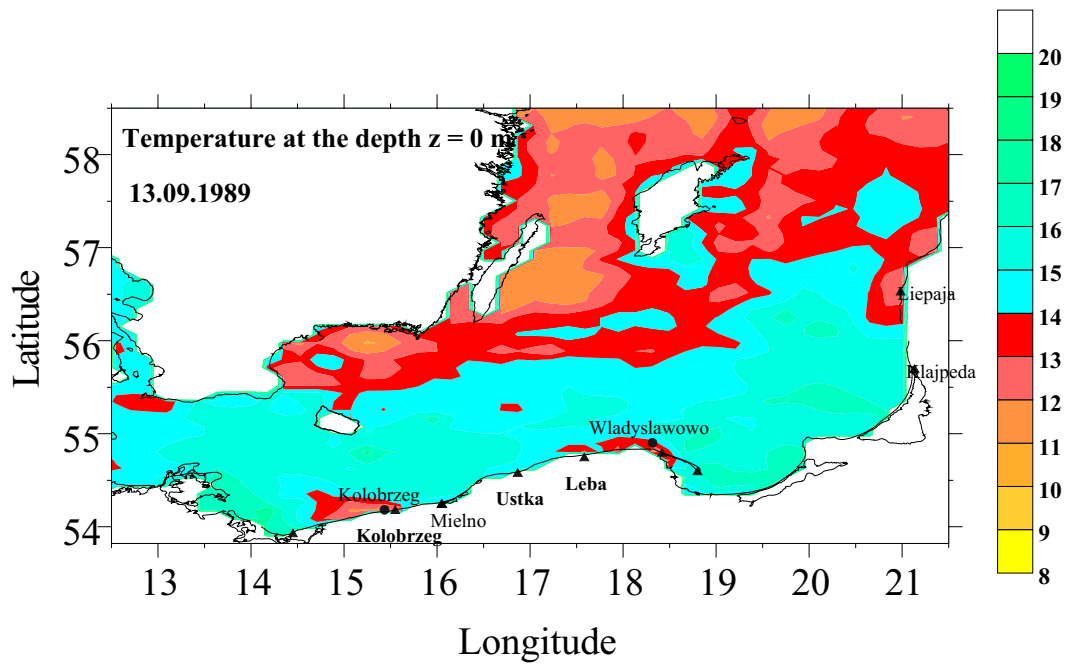 Temperature at the depth z = 0 m
13.09.1989
58
57
56
55
54
Latitude
13
14
15
16
17
18
19
20
21
Longitude
Liepaja
Klajpeda
Wladyslawowo
Leba
Ustka
Kolobrzeg
Mielno
Kolobrzeg
20
19
18
17
16
15
14
13
12
11
10
9
8